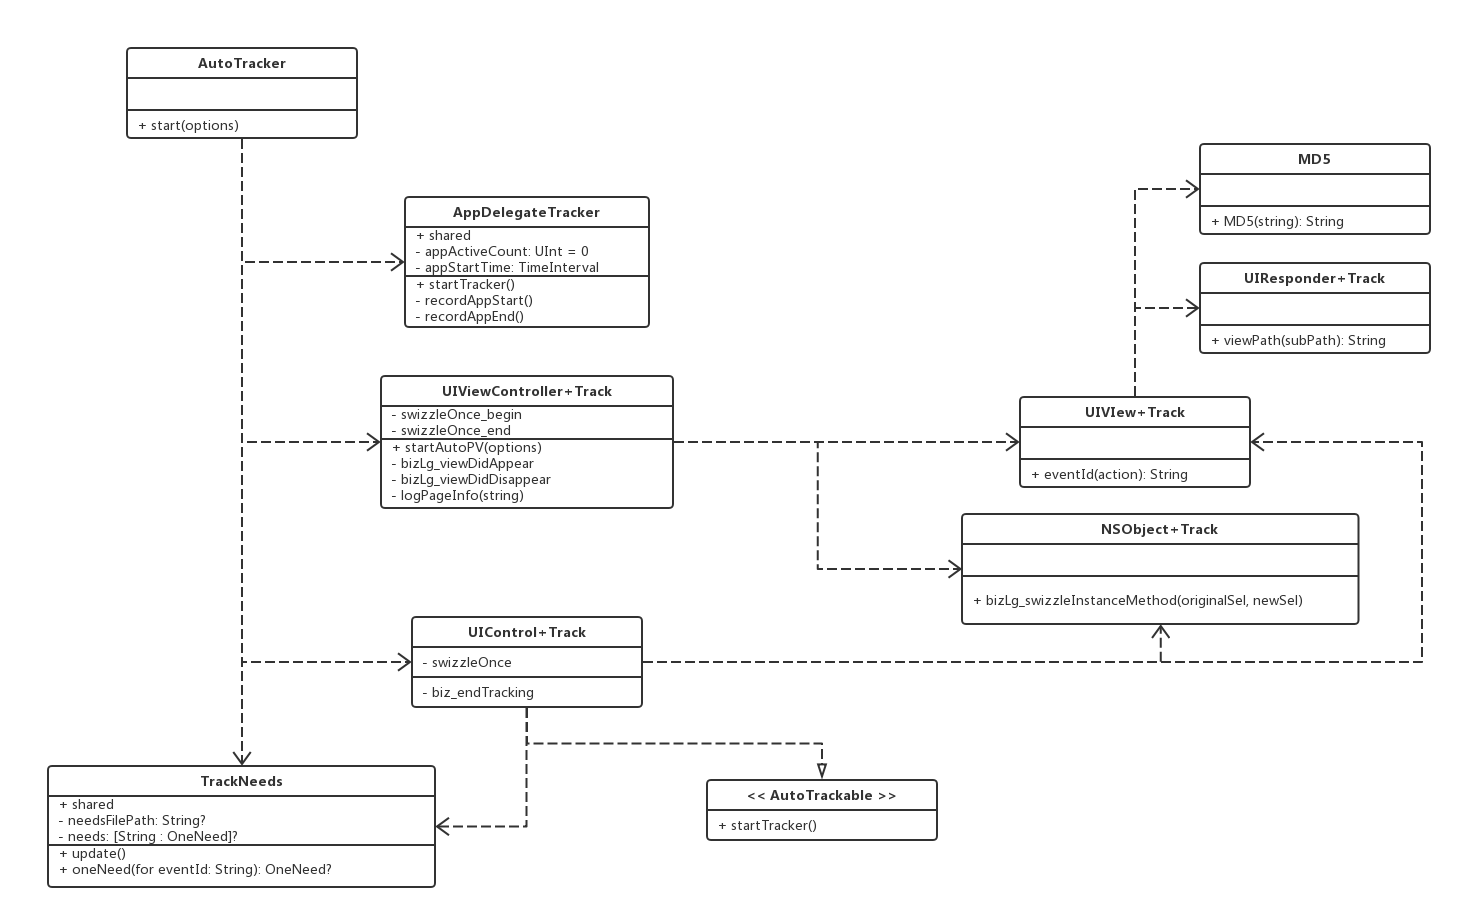 AutoTracker
+ start(options)
AppDelegateTracker
+ shared
- appActiveCount: UInt = 0
- appStartTime: TimeInterval
+ startTracker()
- recordAppStart()
- recordAppEnd()
MD5
+ MD5(string): String
UIResponder+Track
+ viewPath(subPath): String
UIViewController+Track
- swizzleOnce_begin
- swizzleOnce_end
+ startAutoPV(options)
- bizLg_viewDidAppear
- bizLg_viewDidDisappear
- logPageInfo(string)
UIVIew+Track
+ eventId(action): String
NSObject+Track
+ bizLg_swizzleInstanceMethod(originalSel, newSel)
UIControl+Track
- swizzleOnce
- biz_endTracking
TrackNeeds
+ shared
- needsFilePath: String?
- needs: [String : OneNeed]?
+ update()
+ oneNeed(for eventId: String): OneNeed?
<< AutoTrackable >>
+ startTracker()